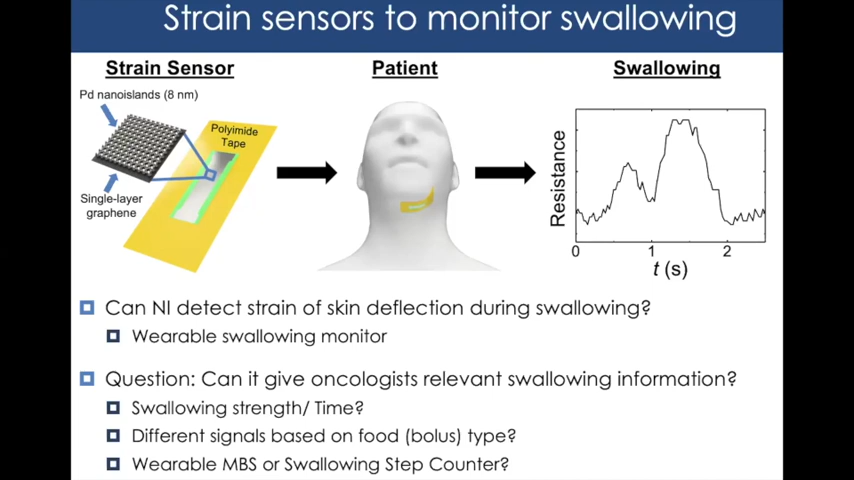 Strain sensors to monitor swallowing
Strain Sensor
Patient
Swallowing
Pd nanoislands (8 nm)
Polyimide
Tape
Single-layer
graphene
Resistance
0
1
2
t (s)
Can NI detect strain of skin deflection during swallowing?
Wearable swallowing monitor
Question: Can it give oncologists relevant swallowing information?
Swallowing strength/ Time?
Different signals based on food (bolus) type?
Wearable MBS or Swallowing Step Counter?